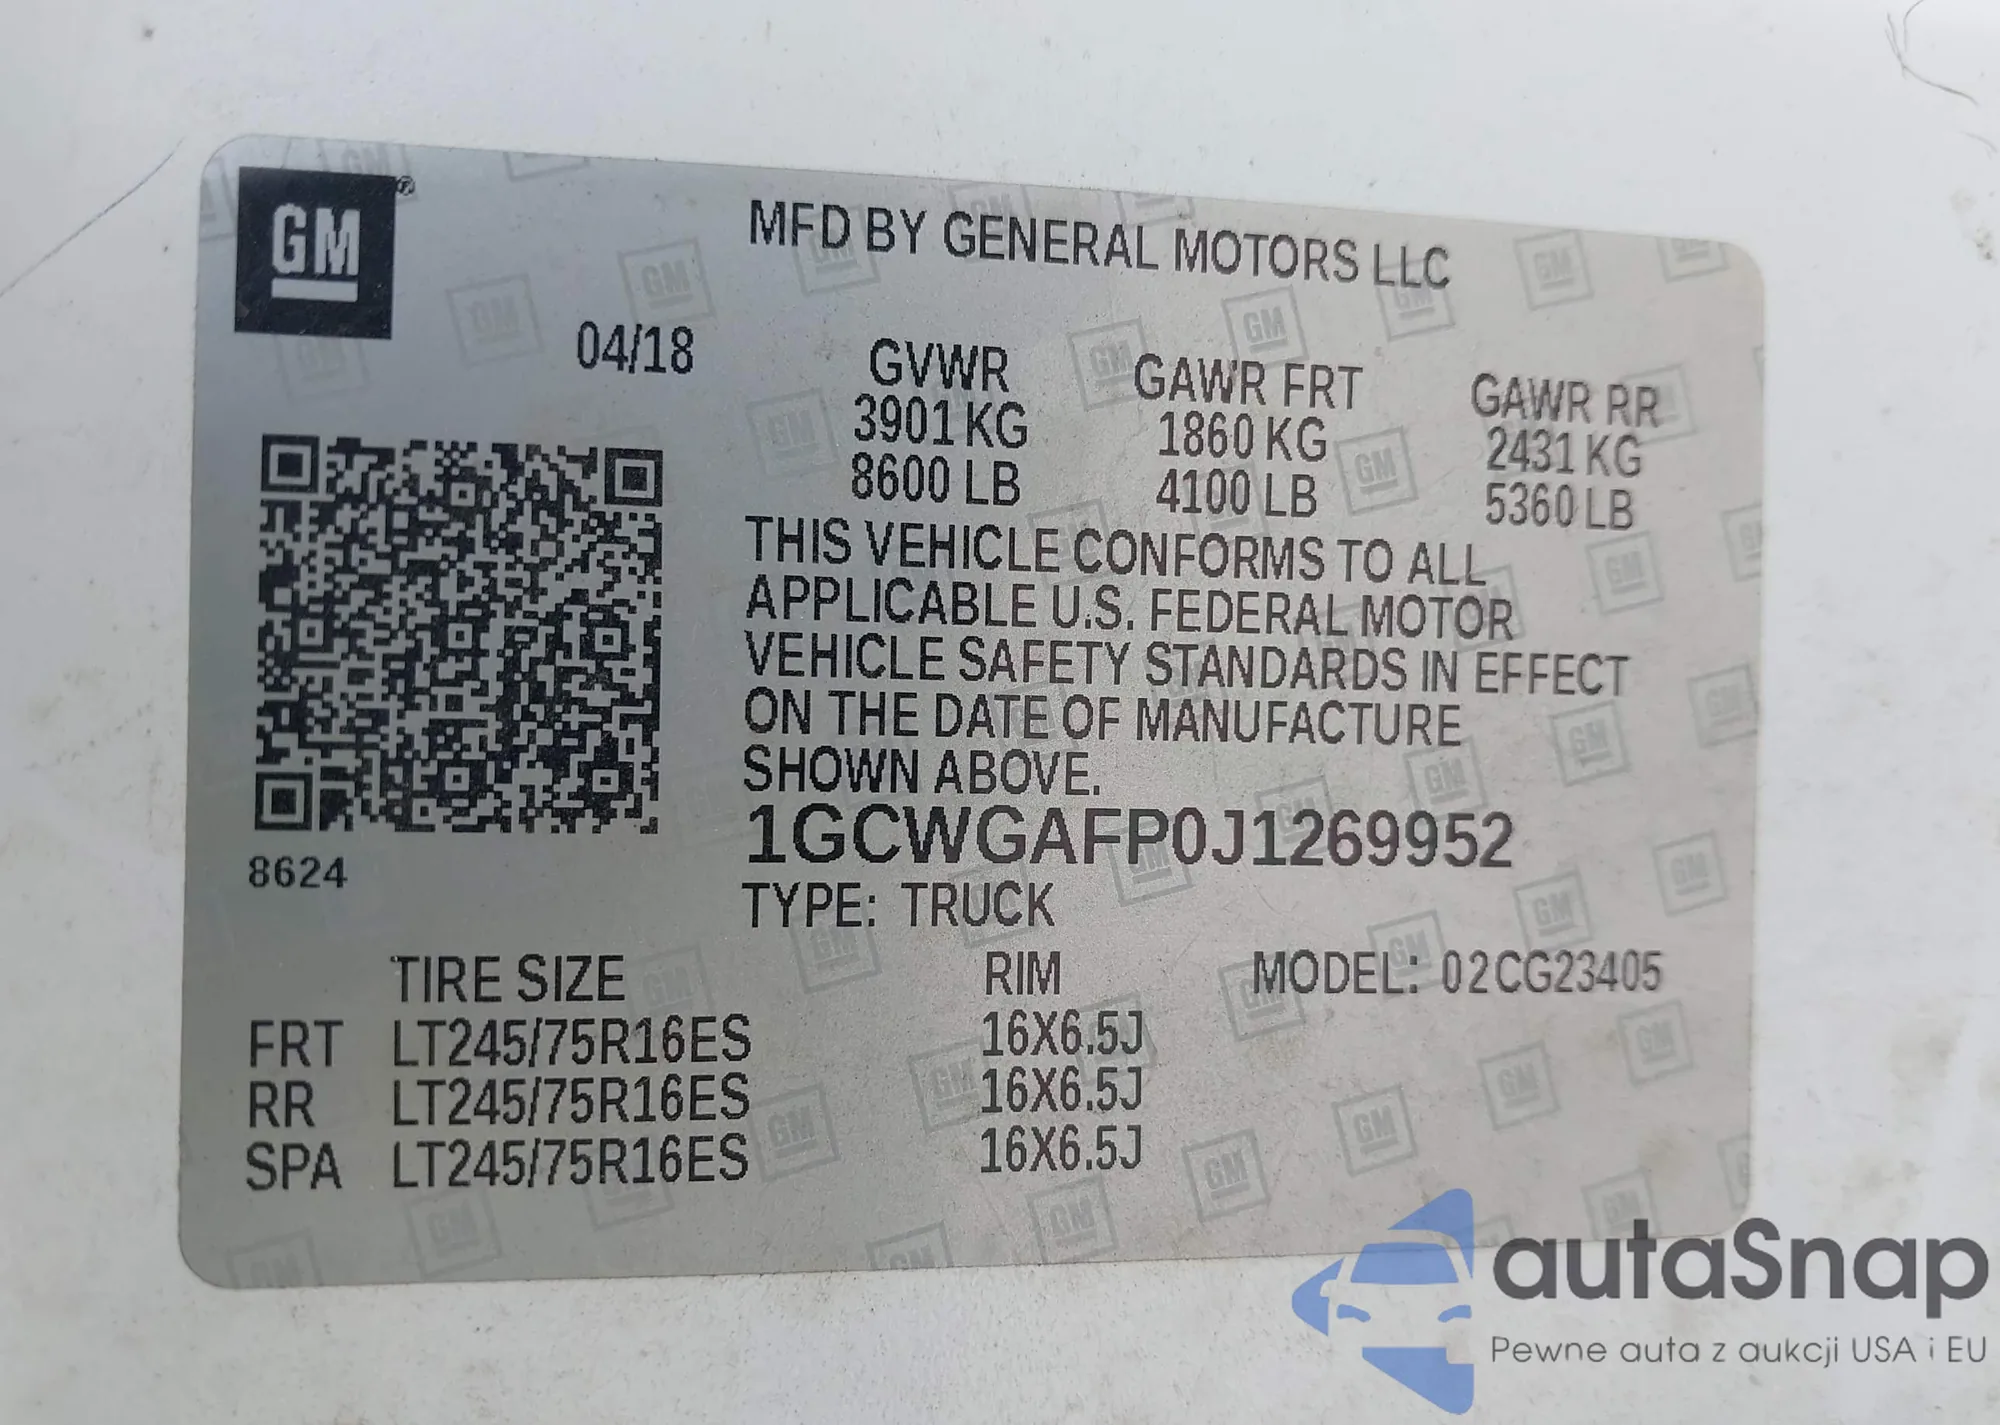 GM®
MFD BY GENERAL MOTORS LLC
04/18
GVWR GAWR FRT GAWR RR
3901 KG 1860 KG 2431 KG
8600 LB 4100 LB 5360 LB
THIS VEHICLE CONFORMS TO ALL
APPLICABLE U.S. FEDERAL MOTOR
VEHICLE SAFETY STANDARDS IN EFFECT
ON THE DATE OF MANUFACTURE
SHOWN ABOVE.
1GCWGAFP0J1269952
8624
TYPE: TRUCK
TIRE SIZE RIM MODEL: 02CG23405
FRT LT245/75R16ES 16X6.5J
RR LT245/75R16ES 16X6.5J
SPA LT245/75R16ES 16X6.5J
autaSnap
Pewne auta z aukcji USA i EU